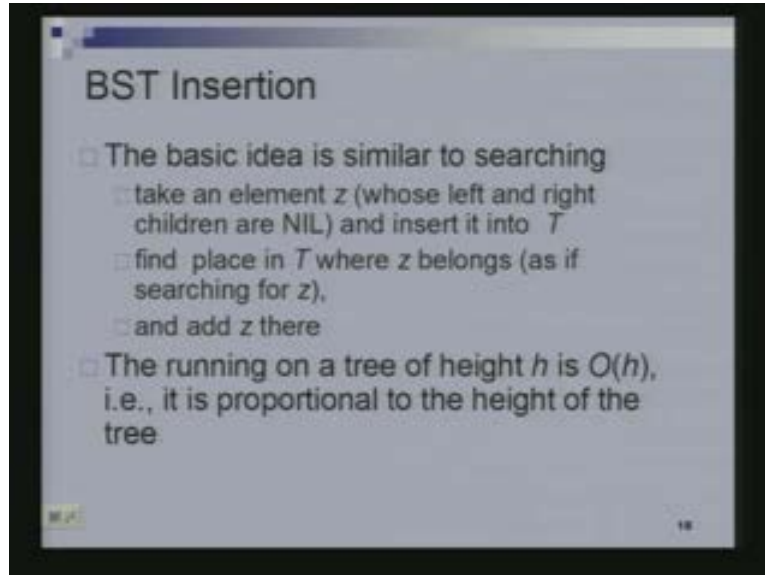 BST Insertion
The basic idea is similar to searching
take an element z (whose left and right
children are NIL) and insert it into T
find place in T where z belongs (as if
searching for z),
and add z there
The running on a tree of height h is O(h),
i.e., it is proportional to the height of the
tree
18